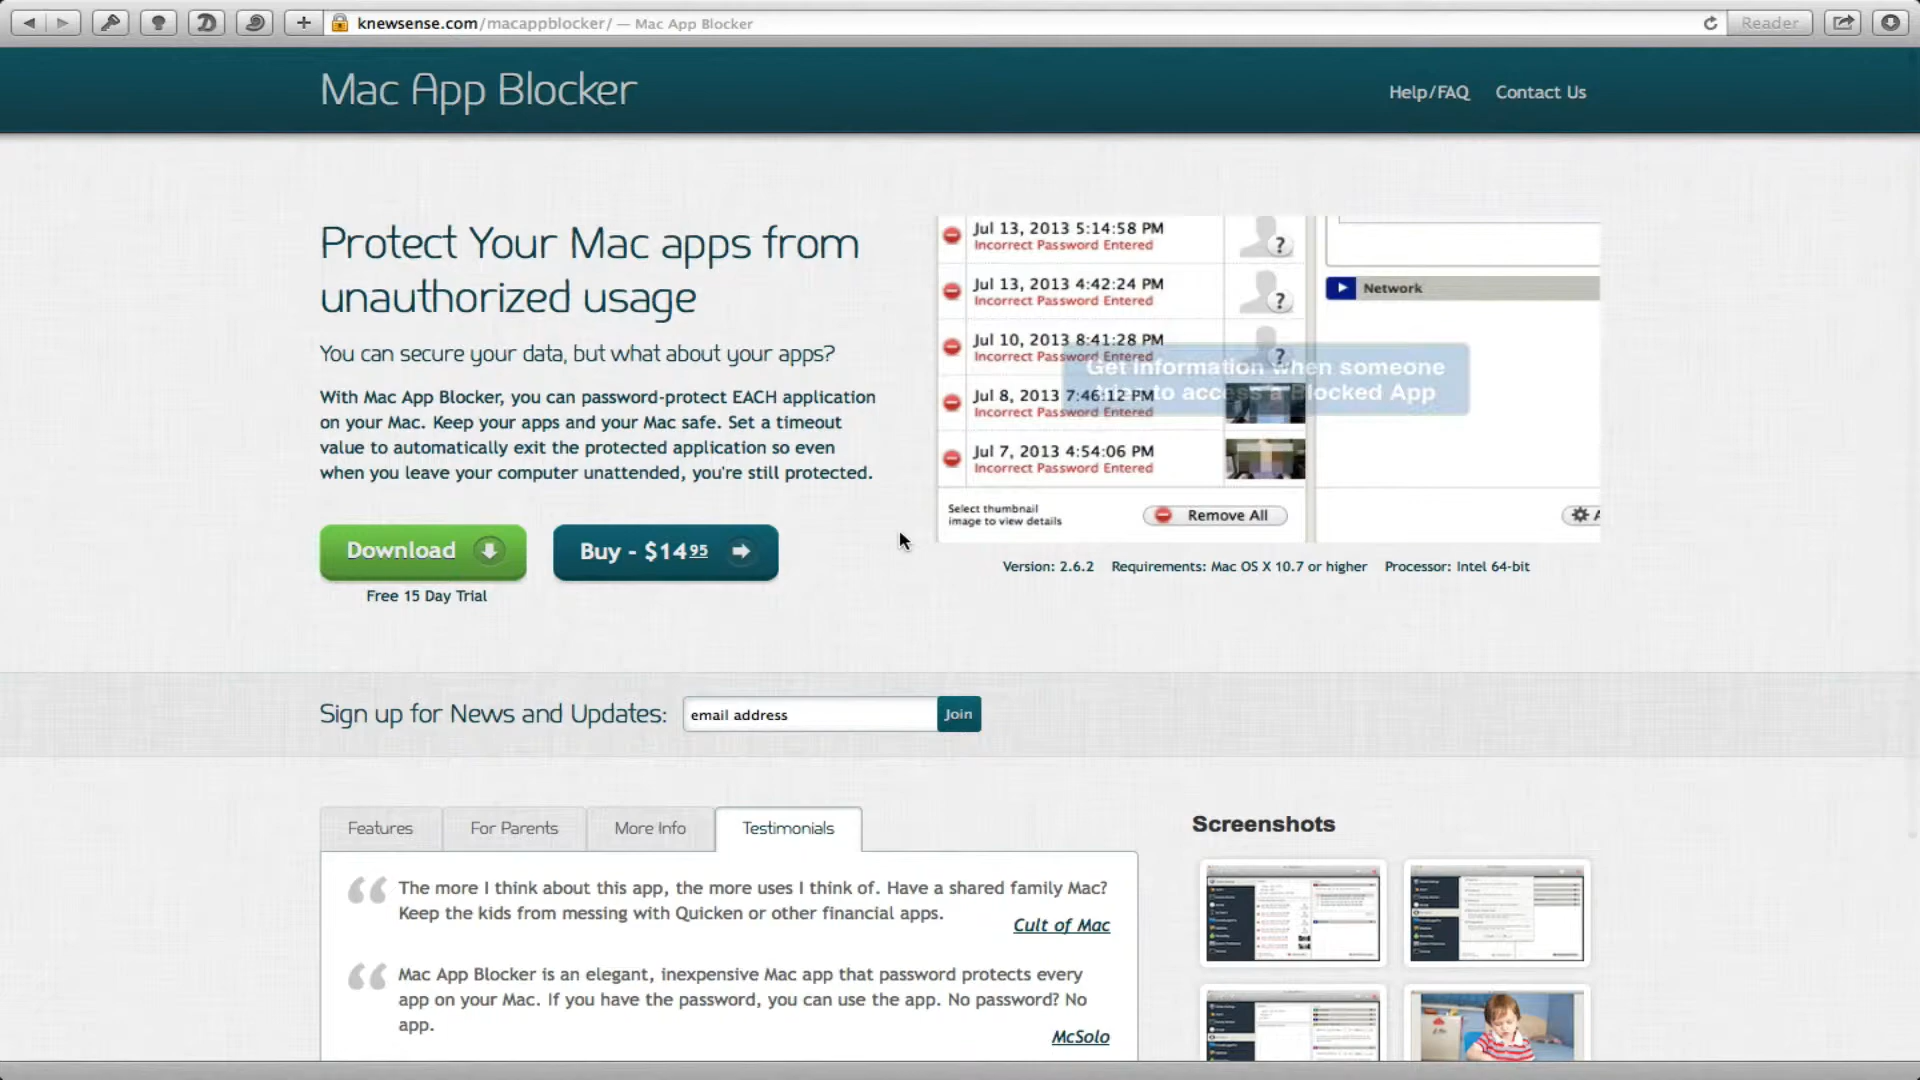 knewsense.com/macappblocker/ — Mac App Blocker
Reader
Mac App Blocker
Help/FAQ
Contact Us
Protect Your Mac apps from
unauthorized usage
You can secure your data, but what about your apps?
With Mac App Blocker, you can password-protect EACH application
on your Mac. Keep your apps and your Mac safe. Set a timeout
value to automatically exit the protected application so even
when you leave your computer unattended, you're still protected.
Download
Buy - $14 95
Free 15 Day Trial
Jul 13, 2013 5:14:58 PM
Incorrect Password Entered
?
Jul 13, 2013 4:42:24 PM
Incorrect Password Entered
?
Jul 10, 2013 8:41:28 PM
Incorrect Password Entered
?
Jul 8, 2013 7:46:12 PM
Incorrect Password Entered
Jul 7, 2013 4:54:06 PM
Incorrect Password Entered
Network
Get information when someone
tries to access a Blocked App
Select thumbnail
image to view details
Remove All
Version: 2.6.2
Requirements: Mac OS X 10.7 or higher
Processor: Intel 64-bit
Sign up for News and Updates:
email address
Join
Features
For Parents
More Info
Testimonials
The more I think about this app, the more uses I think of. Have a shared family Mac?
Keep the kids from messing with Quicken or other financial apps.
Cult of Mac
Mac App Blocker is an elegant, inexpensive Mac app that password protects every
app on your Mac. If you have the password, you can use the app. No password? No
app.
McSolo
Screenshots